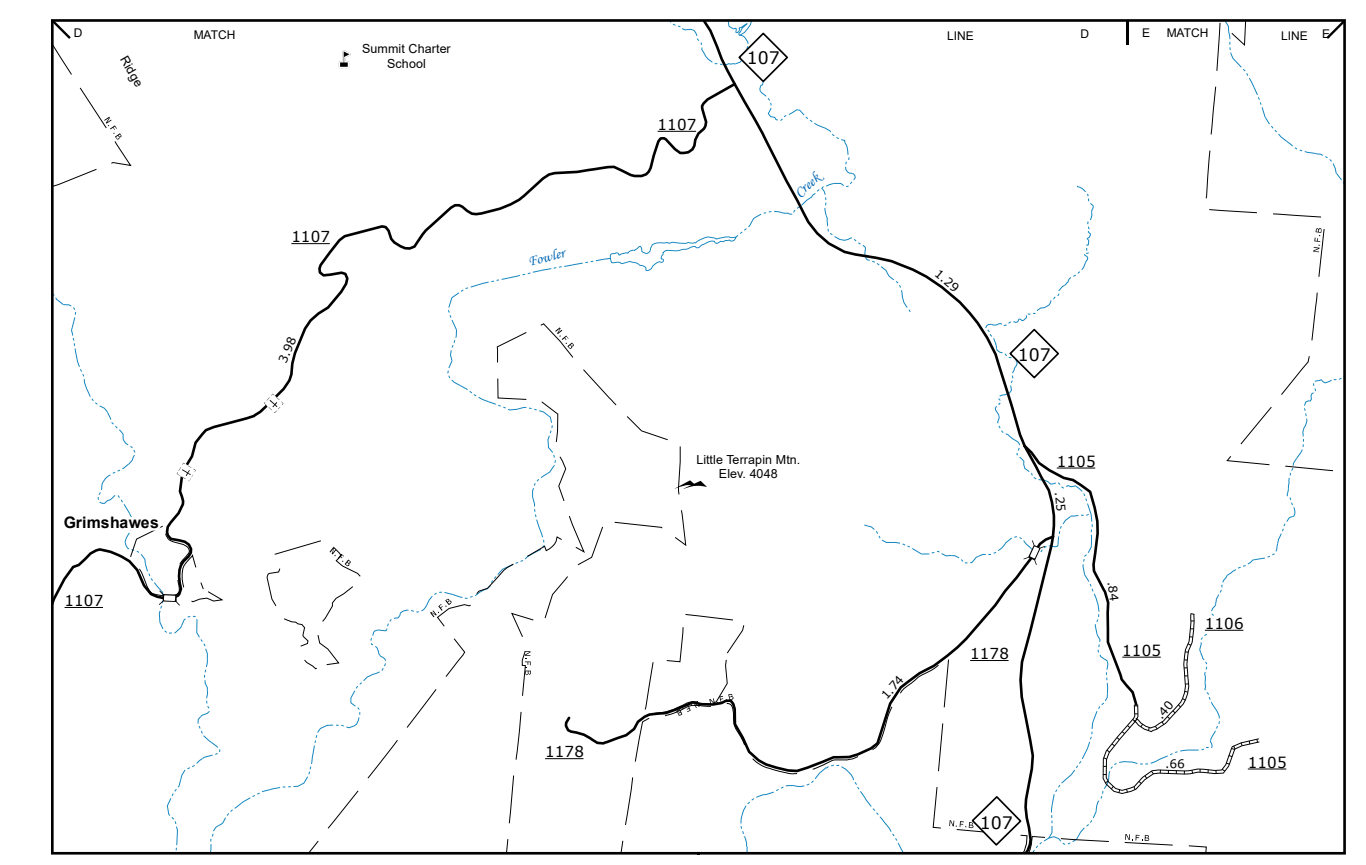 D
MATCH
LINE
D
E
MATCH
LINE
E
Ridge
Summit Charter
School
107
N.F.B
1107
Creek
1107
Fowler
N.F.B
1.29
3.98
N.F.B
107
Little Terrapin Mtn.
Elev. 4048
1105
.25
Grimshawes
N.F.B
1107
N.F.B
.84
1106
N.F.B
1178
1105
1.74
.40
N.F.B
N.F.B
1178
.66
1105
N.F.B
107
N.F.B